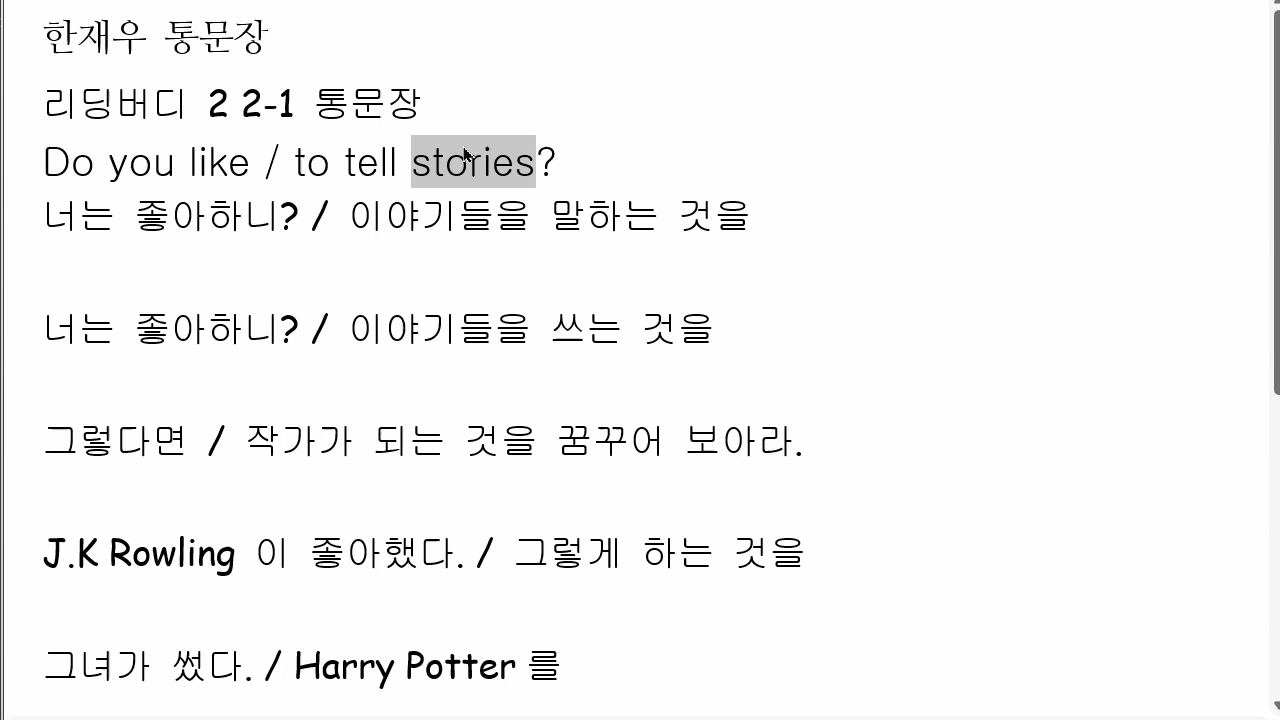 한재우 통문장
리딩버디 2 2-1 통문장
Do you like / to tell stories?
너는 좋아하니? / 이야기들을 말하는 것을
너는 좋아하니? / 이야기들을 쓰는 것을
그렇다면 / 작가가 되는 것을 꿈꾸어 보아라.
J.K Rowling 이 좋아했다. / 그렇게 하는 것을
그녀가 썼다. / Harry Potter 를